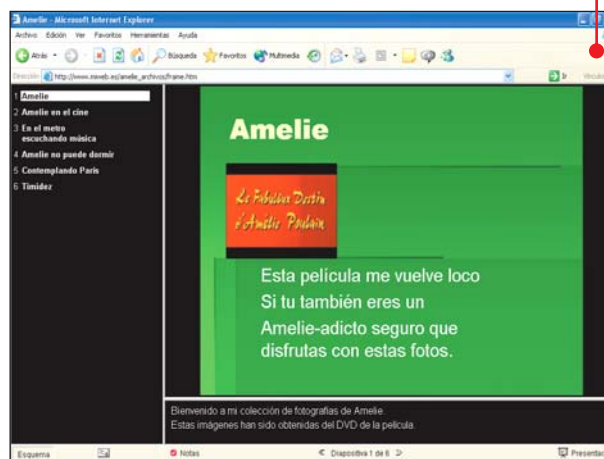 Amelie - Microsoft Internet Explorer
Archivo Edición Ver Favoritos Herramientas Ayuda
Atrás Búsqueda Favoritos Multimedia
Dirección http://www.miweb.es/amelie_archivos/frame.htm Ir Vínculos
1 Amelie
2 Amelie en el cine
3 En el metro
escuchando música
4 Amelie no puede dormir
5 Contemplando París
6 Timidez
Amelie
Le Fabuleux Destin
d'Amélie Poulain
Esta película me vuelve loco
Si tu también eres un
Amelie-adicto seguro que
disfrutas con estas fotos.
Bienvenido a mi colección de fotografías de Amelie.
Estas imágenes han sido obtenidas del DVD de la película.
Esquema Notas Diapositiva 1 de 6 Presentac